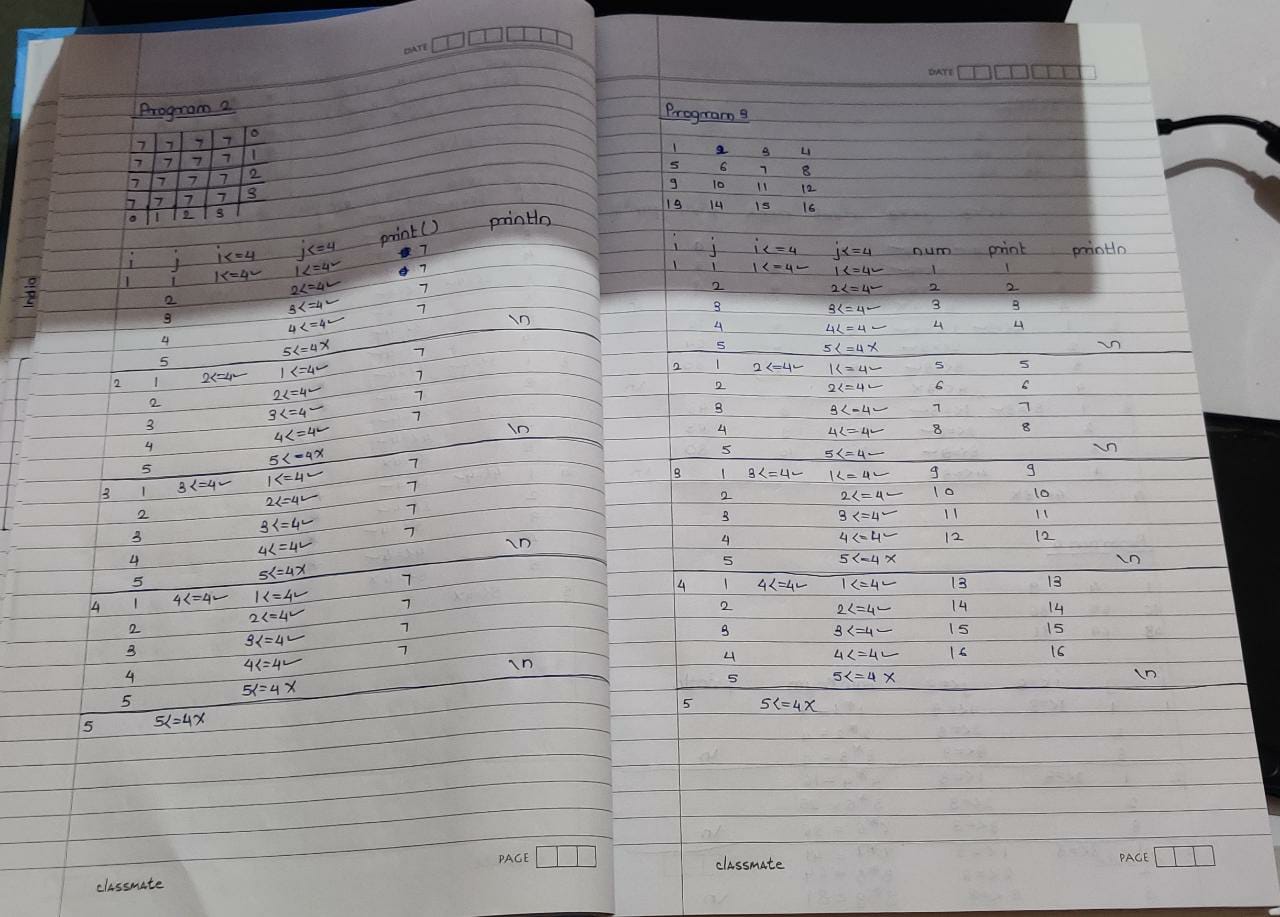 DATE
Program 2
7 7 7 7 0
7 7 7 7 1
7 7 7 7 2
7 7 7 7 3
0 1 2 3
i j i<=4 j<=4 print() println
1 1 1<=4✓ 1<=4✓ 7
2 2<=4✓ 7
3 3<=4✓ 7
4 4<=4✓ 7
5 5<=4X \n
2 1 2<=4✓ 1<=4✓ 7
2 2<=4✓ 7
3 3<=4✓ 7
4 4<=4✓ 7
5 5<=4X \n
3 1 3<=4✓ 1<=4✓ 7
2 2<=4✓ 7
3 3<=4✓ 7
4 4<=4✓ 7
5 5<=4X \n
4 1 4<=4✓ 1<=4✓ 7
2 2<=4✓ 7
3 3<=4✓ 7
4 4<=4✓ 7
5 5<=4X \n
5 5<=4X
PAGE
classmate
DATE
Program 3
1 2 3 4
5 6 7 8
9 10 11 12
13 14 15 16
i j i<=4 j<=4 num print println
1 1 1<=4✓ 1<=4✓ 1 1
2 2<=4✓ 2 2
3 3<=4✓ 3 3
4 4<=4✓ 4 4
5 5<=4X \n
2 1 2<=4✓ 1<=4✓ 5 5
2 2<=4✓ 6 6
3 3<=4✓ 7 7
4 4<=4✓ 8 8
5 5<=4✓ \n
3 1 3<=4✓ 1<=4✓ 9 9
2 2<=4✓ 10 10
3 3<=4✓ 11 11
4 4<=4✓ 12 12
5 5<=4X \n
4 1 4<=4✓ 1<=4✓ 13 13
2 2<=4✓ 14 14
3 3<=4✓ 15 15
4 4<=4✓ 16 16
5 5<=4X \n
5 5<=4X
PAGE
classmate